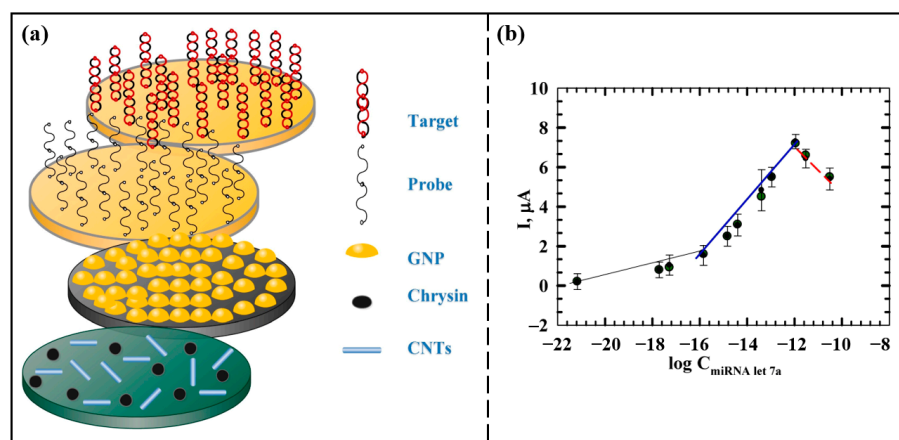 (a)
Target
Probe
GNP
Chrysin
CNTs
(b)
10
8
6
4
2
0
−2
I, µA
−22 −20 −18 −16 −14 −12 −10 −8
log C miRNA let 7a